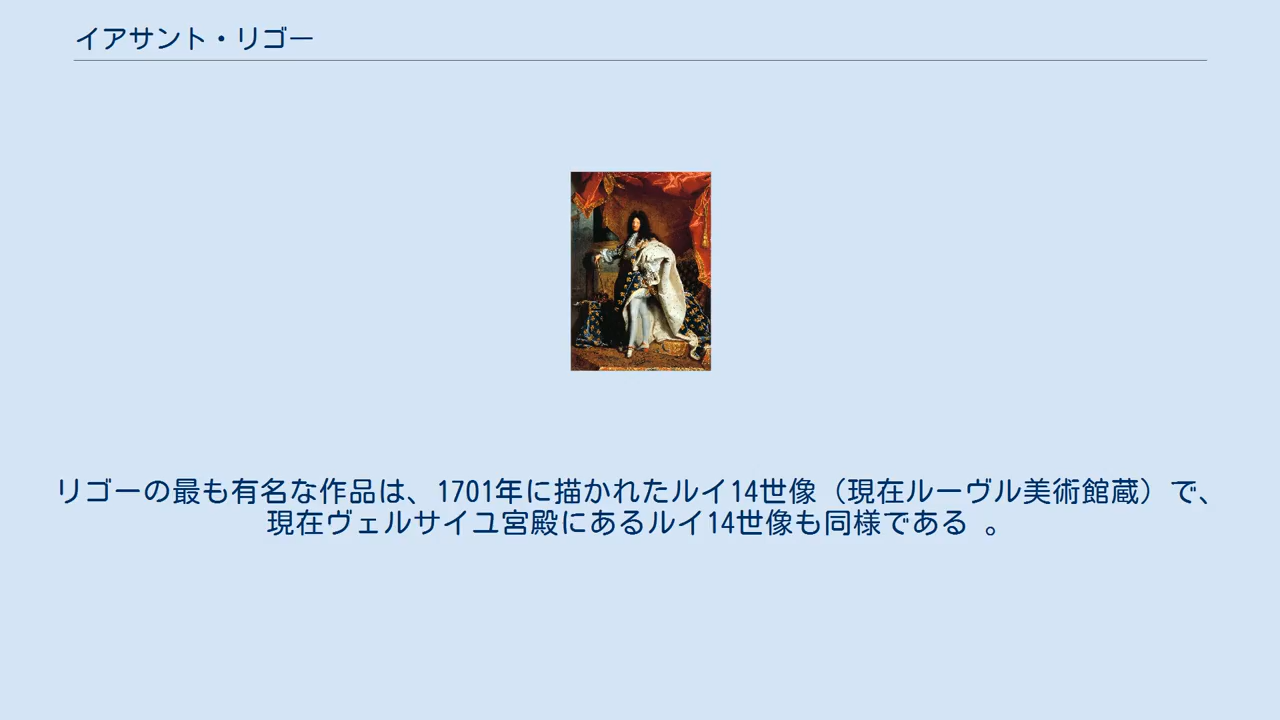 イアサント・リゴー
リゴーの最も有名な作品は、1701年に描かれたルイ14世像（現在ルーヴル美術館蔵）で、
現在ヴェルサイユ宮殿にあるルイ14世像も同様である 。